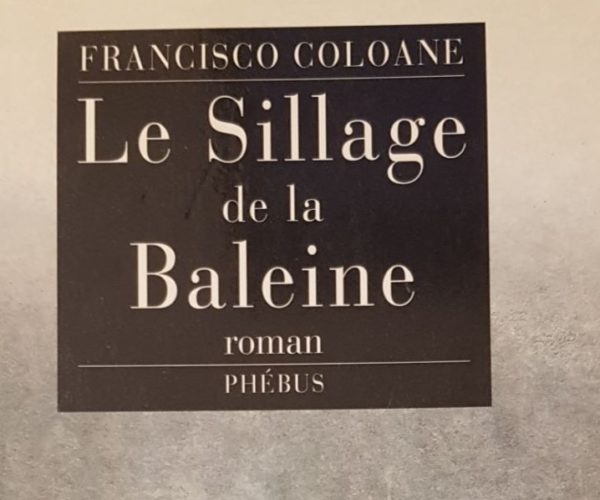 FRANCISCO COLOANE
Le Sillage
de la
Baleine
roman
PHÉBUS